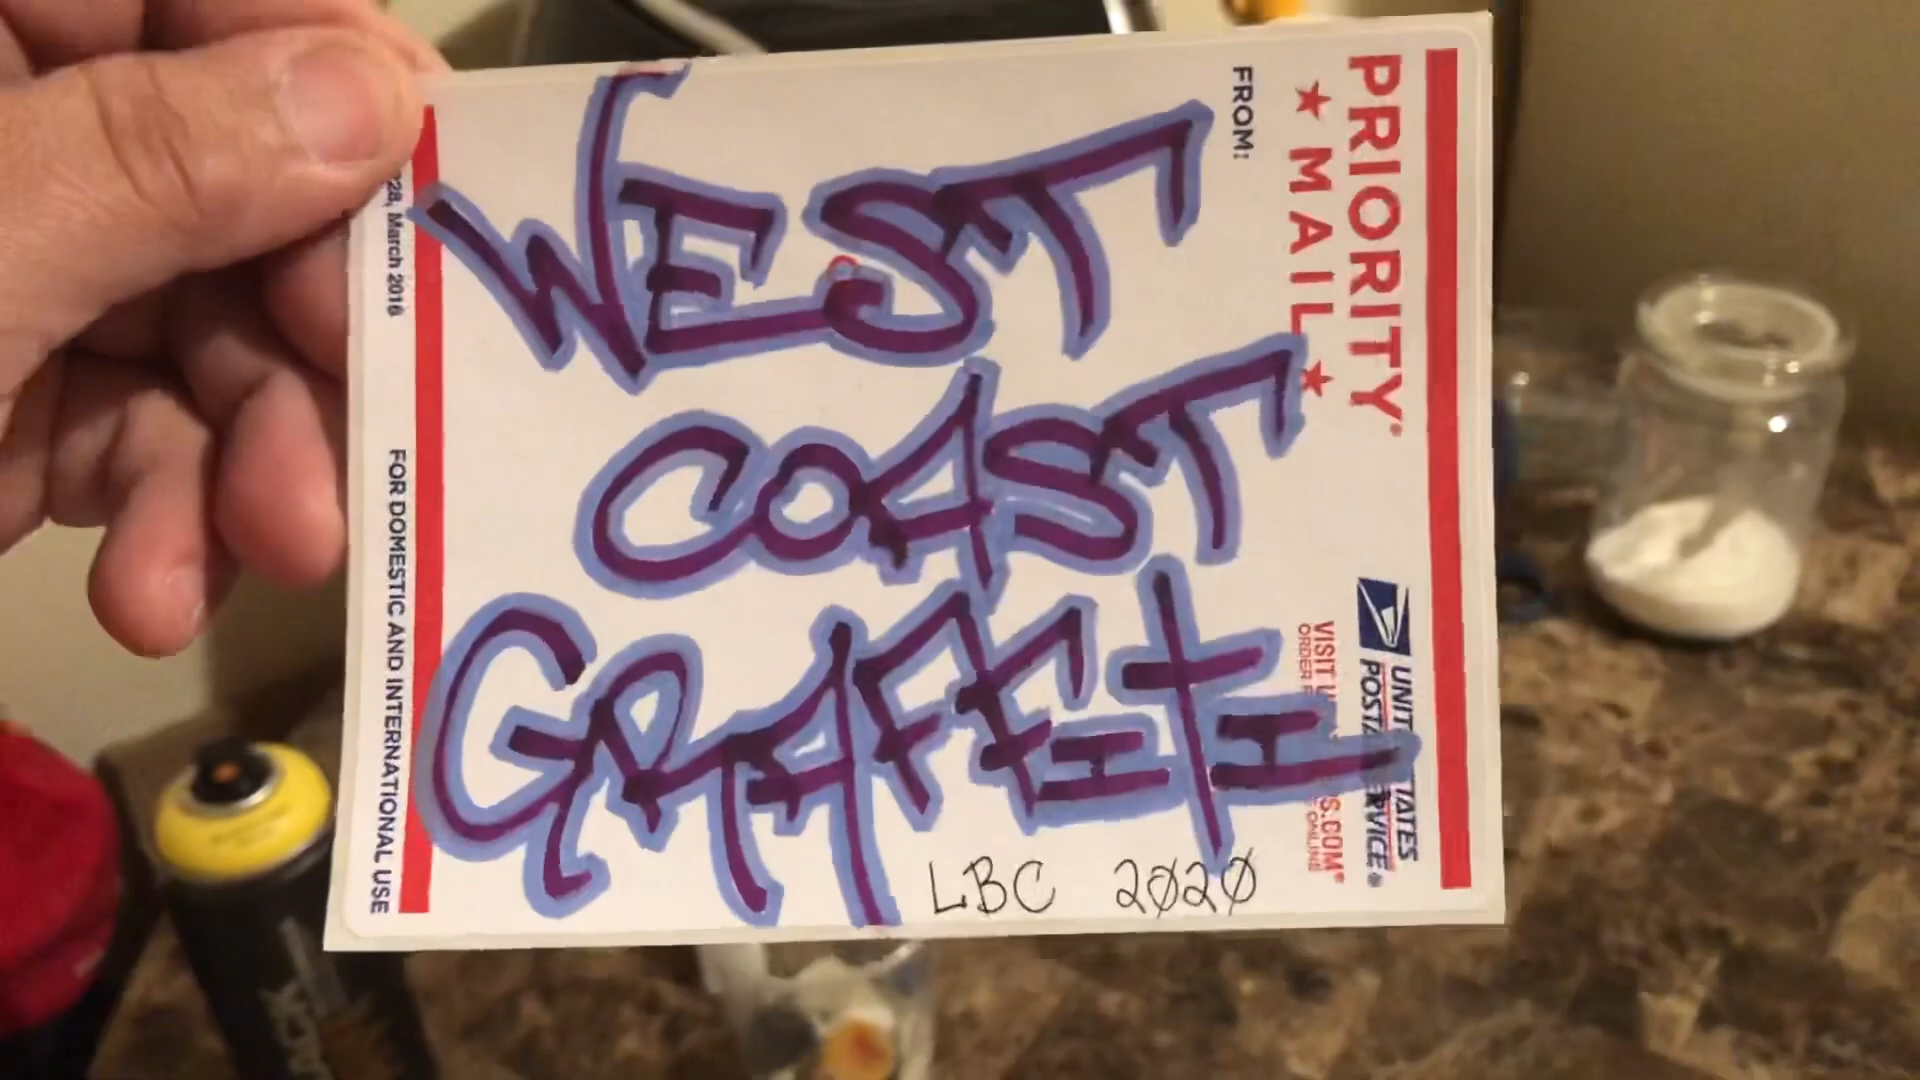 WEST
COAST
GRAFFITI
LBC 2020
PRIORITY
★ MAIL ★
FROM:
UNITED STATES
POSTAL SERVICE®
228, March 2016
FOR DOMESTIC AND INTERNATIONAL USE